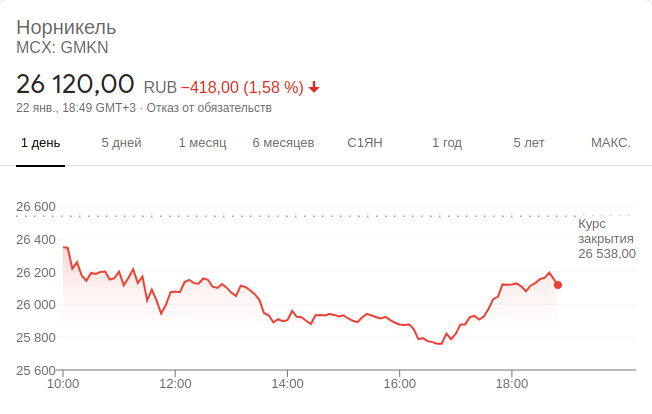 Норникель
MCX: GMKN
26 120,00 RUB −418,00 (1,58 %)
22 янв., 18:49 GMT+3 · Отказ от обязательств
1 день 5 дней 1 месяц 6 месяцев С1ЯН 1 год 5 лет МАКС.
26 600
Курс
закрытия
26 538,00
26 400
26 200
26 000
25 800
25 600
10:00 12:00 14:00 16:00 18:00